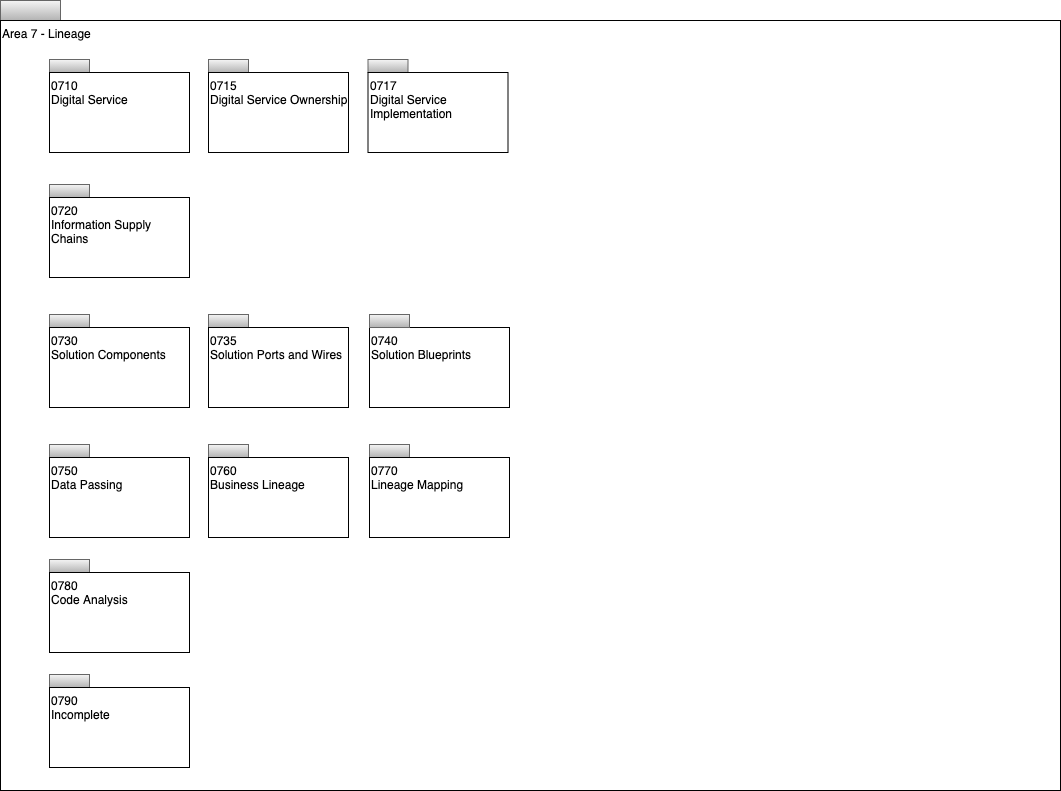 Area 7 - Lineage
0710
Digital Service
0715
Digital Service Ownership
0717
Digital Service
Implementation
0720
Information Supply
Chains
0730
Solution Components
0735
Solution Ports and Wires
0740
Solution Blueprints
0750
Data Passing
0760
Business Lineage
0770
Lineage Mapping
0780
Code Analysis
0790
Incomplete